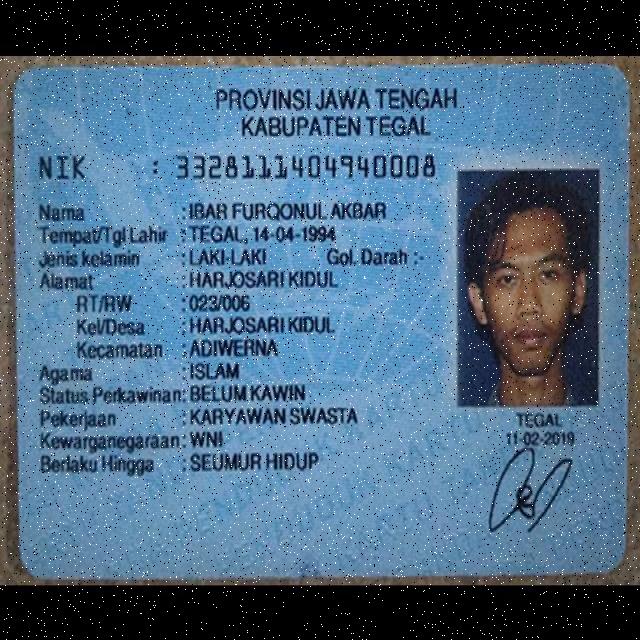 PROVINSI JAWA TENGAH
KABUPATEN TEGAL
NIK : 3328111404940008
Nama : IBAR FURQONUL AKBAR
Tempat/Tgl Lahir : TEGAL, 14-04-1994
Jenis kelamin : LAKI-LAKI Gol. Darah :-
Alamat : HARJOSARI KIDUL
RT/RW : 023/006
Kel/Desa : HARJOSARI KIDUL
Kecamatan : ADIWERNA
Agama : ISLAM
Status Perkawinan: BELUM KAWIN
Pekerjaan : KARYAWAN SWASTA
Kewarganegaraan: WNI
Berlaku Hingga : SEUMUR HIDUP
TEGAL
11-02-2019